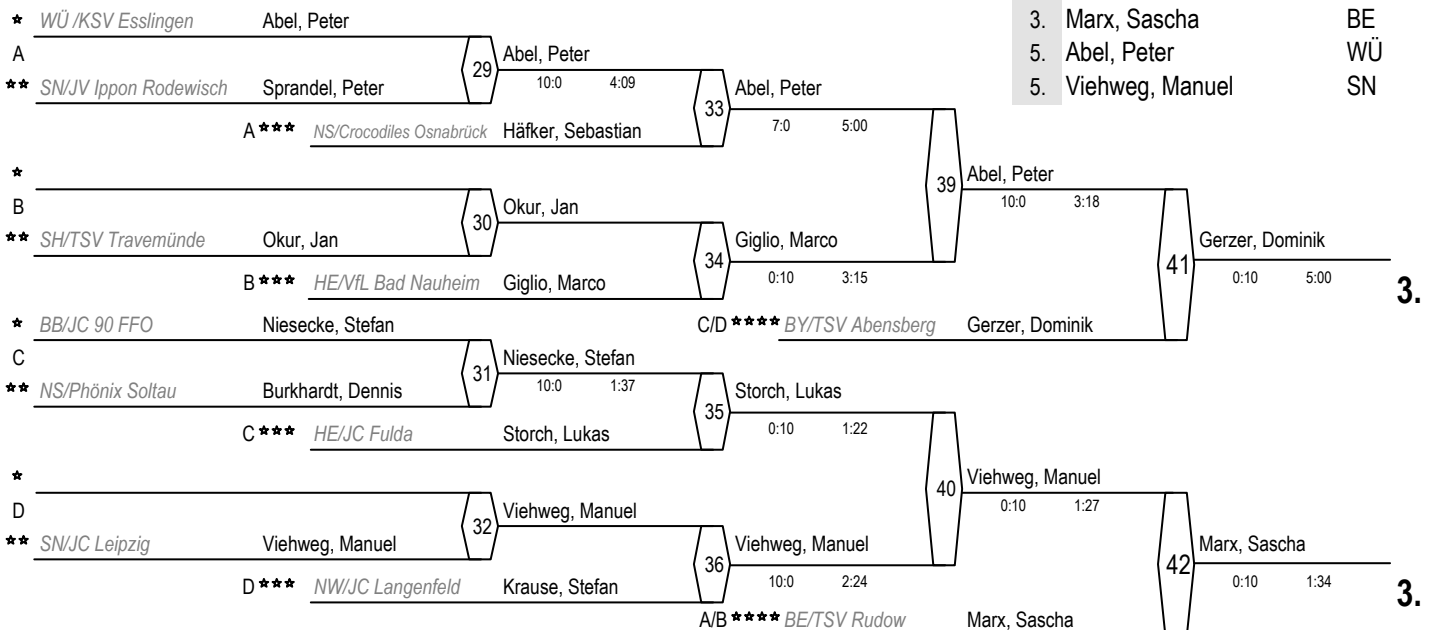 ★ WÜ /KSV Esslingen Abel, Peter
3. Marx, Sascha BE
A
29 Abel, Peter
5. Abel, Peter WÜ
★★ SN/JV Ippon Rodewisch Sprandel, Peter
10:0 4:09
33 Abel, Peter
5. Viehweg, Manuel SN
A ★★★ NS/Crocodiles Osnabrück Häfker, Sebastian
7:0 5:00
★
39 Abel, Peter
B
30 Okur, Jan
10:0 3:18
★★ SH/TSV Travemünde Okur, Jan
34 Giglio, Marco
41 Gerzer, Dominik
B ★★★ HE/VfL Bad Nauheim Giglio, Marco
0:10 3:15
0:10 5:00
3.
★ BB/JC 90 FFO Niesecke, Stefan
C/D ★★★★ BY/TSV Abensberg Gerzer, Dominik
C
31 Niesecke, Stefan
★★ NS/Phönix Soltau Burkhardt, Dennis
10:0 1:37
35 Storch, Lukas
C ★★★ HE/JC Fulda Storch, Lukas
0:10 1:22
★
40 Viehweg, Manuel
D
32 Viehweg, Manuel
0:10 1:27
★★ SN/JC Leipzig Viehweg, Manuel
36 Viehweg, Manuel
42 Marx, Sascha
D ★★★ NW/JC Langenfeld Krause, Stefan
10:0 2:24
0:10 1:34
3.
A/B ★★★★ BE/TSV Rudow Marx, Sascha